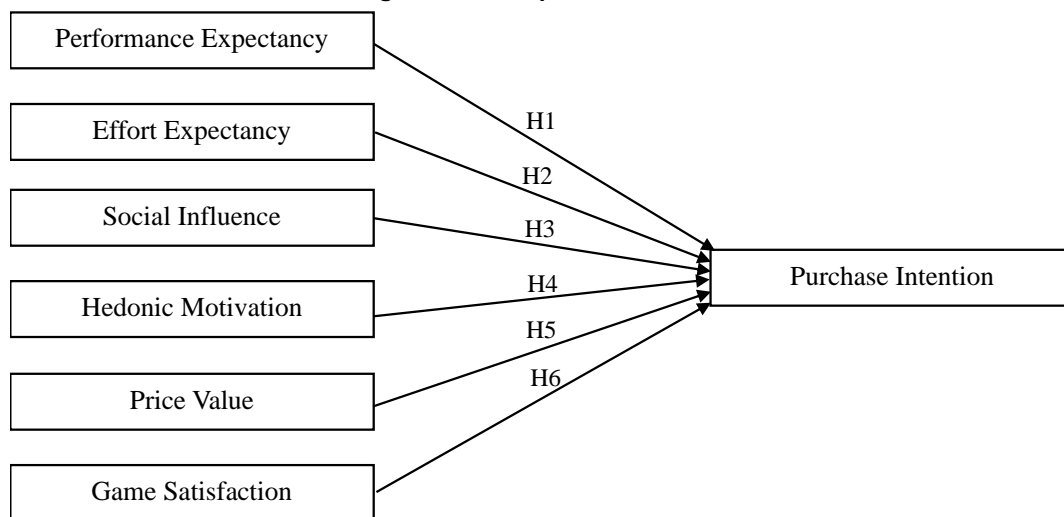 Performance Expectancy
H1
Effort Expectancy
H2
Social Influence
H3
Purchase Intention
Hedonic Motivation
H4
H5
Price Value
H6
Game Satisfaction